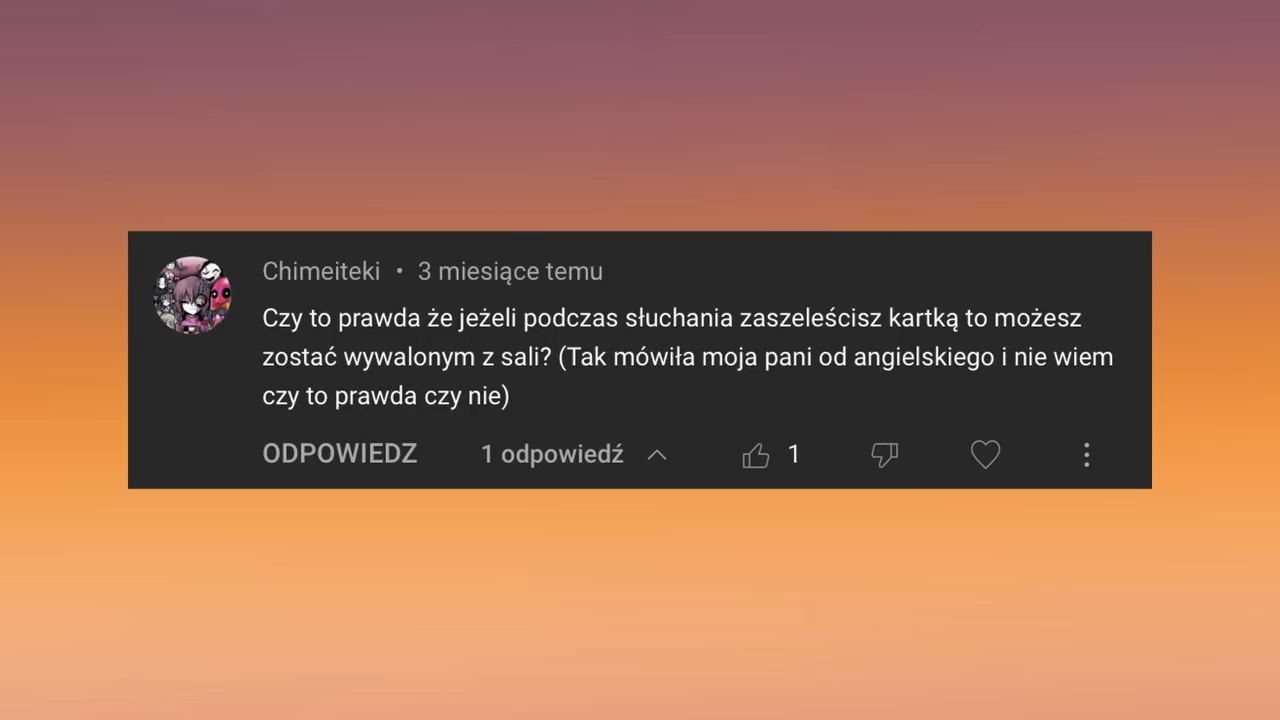 Chimeiteki • 3 miesiące temu
Czy to prawda że jeżeli podczas słuchania zaszeleścisz kartką to możesz
zostać wywalonym z sali? (Tak mówiła moja pani od angielskiego i nie wiem
czy to prawda czy nie)
ODPOWIEDZ 1 odpowiedź 1